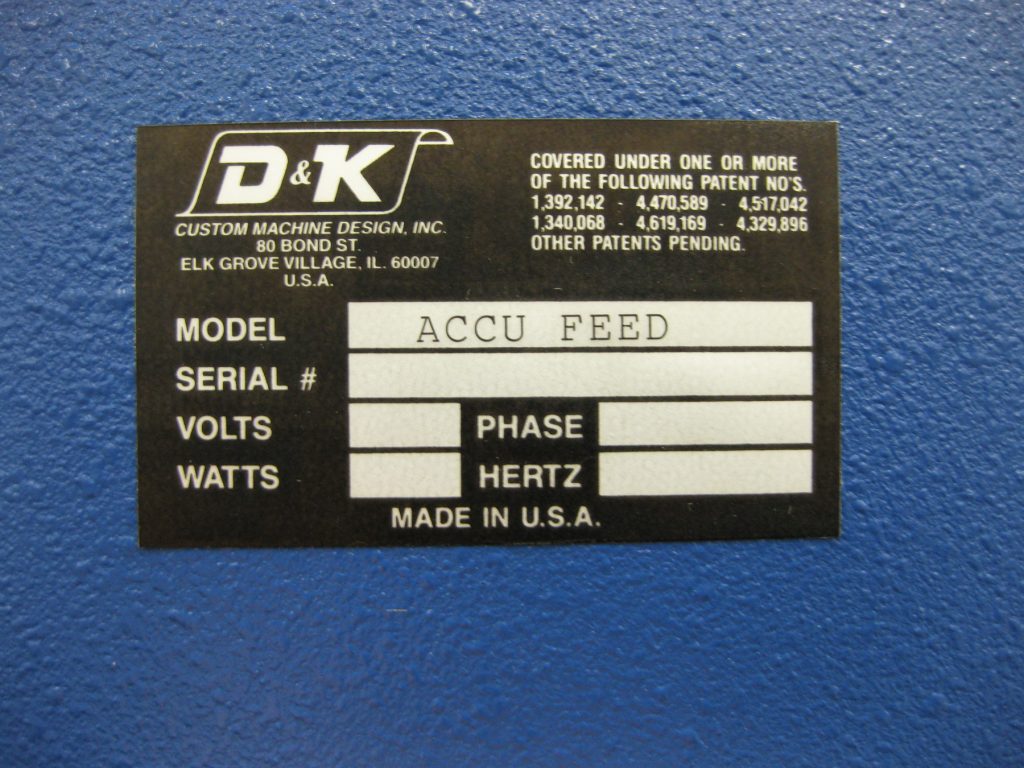 D&K
CUSTOM MACHINE DESIGN, INC.
80 BOND ST.
ELK GROVE VILLAGE, IL. 60007
U.S.A.
COVERED UNDER ONE OR MORE
OF THE FOLLOWING PATENT NO'S.
1,392,142 - 4,470,589 - 4,517,042
1,340,068 - 4,619,169 - 4,329,896
OTHER PATENTS PENDING.
MODEL ACCU FEED
SERIAL #
VOLTS PHASE
WATTS HERTZ
MADE IN U.S.A.